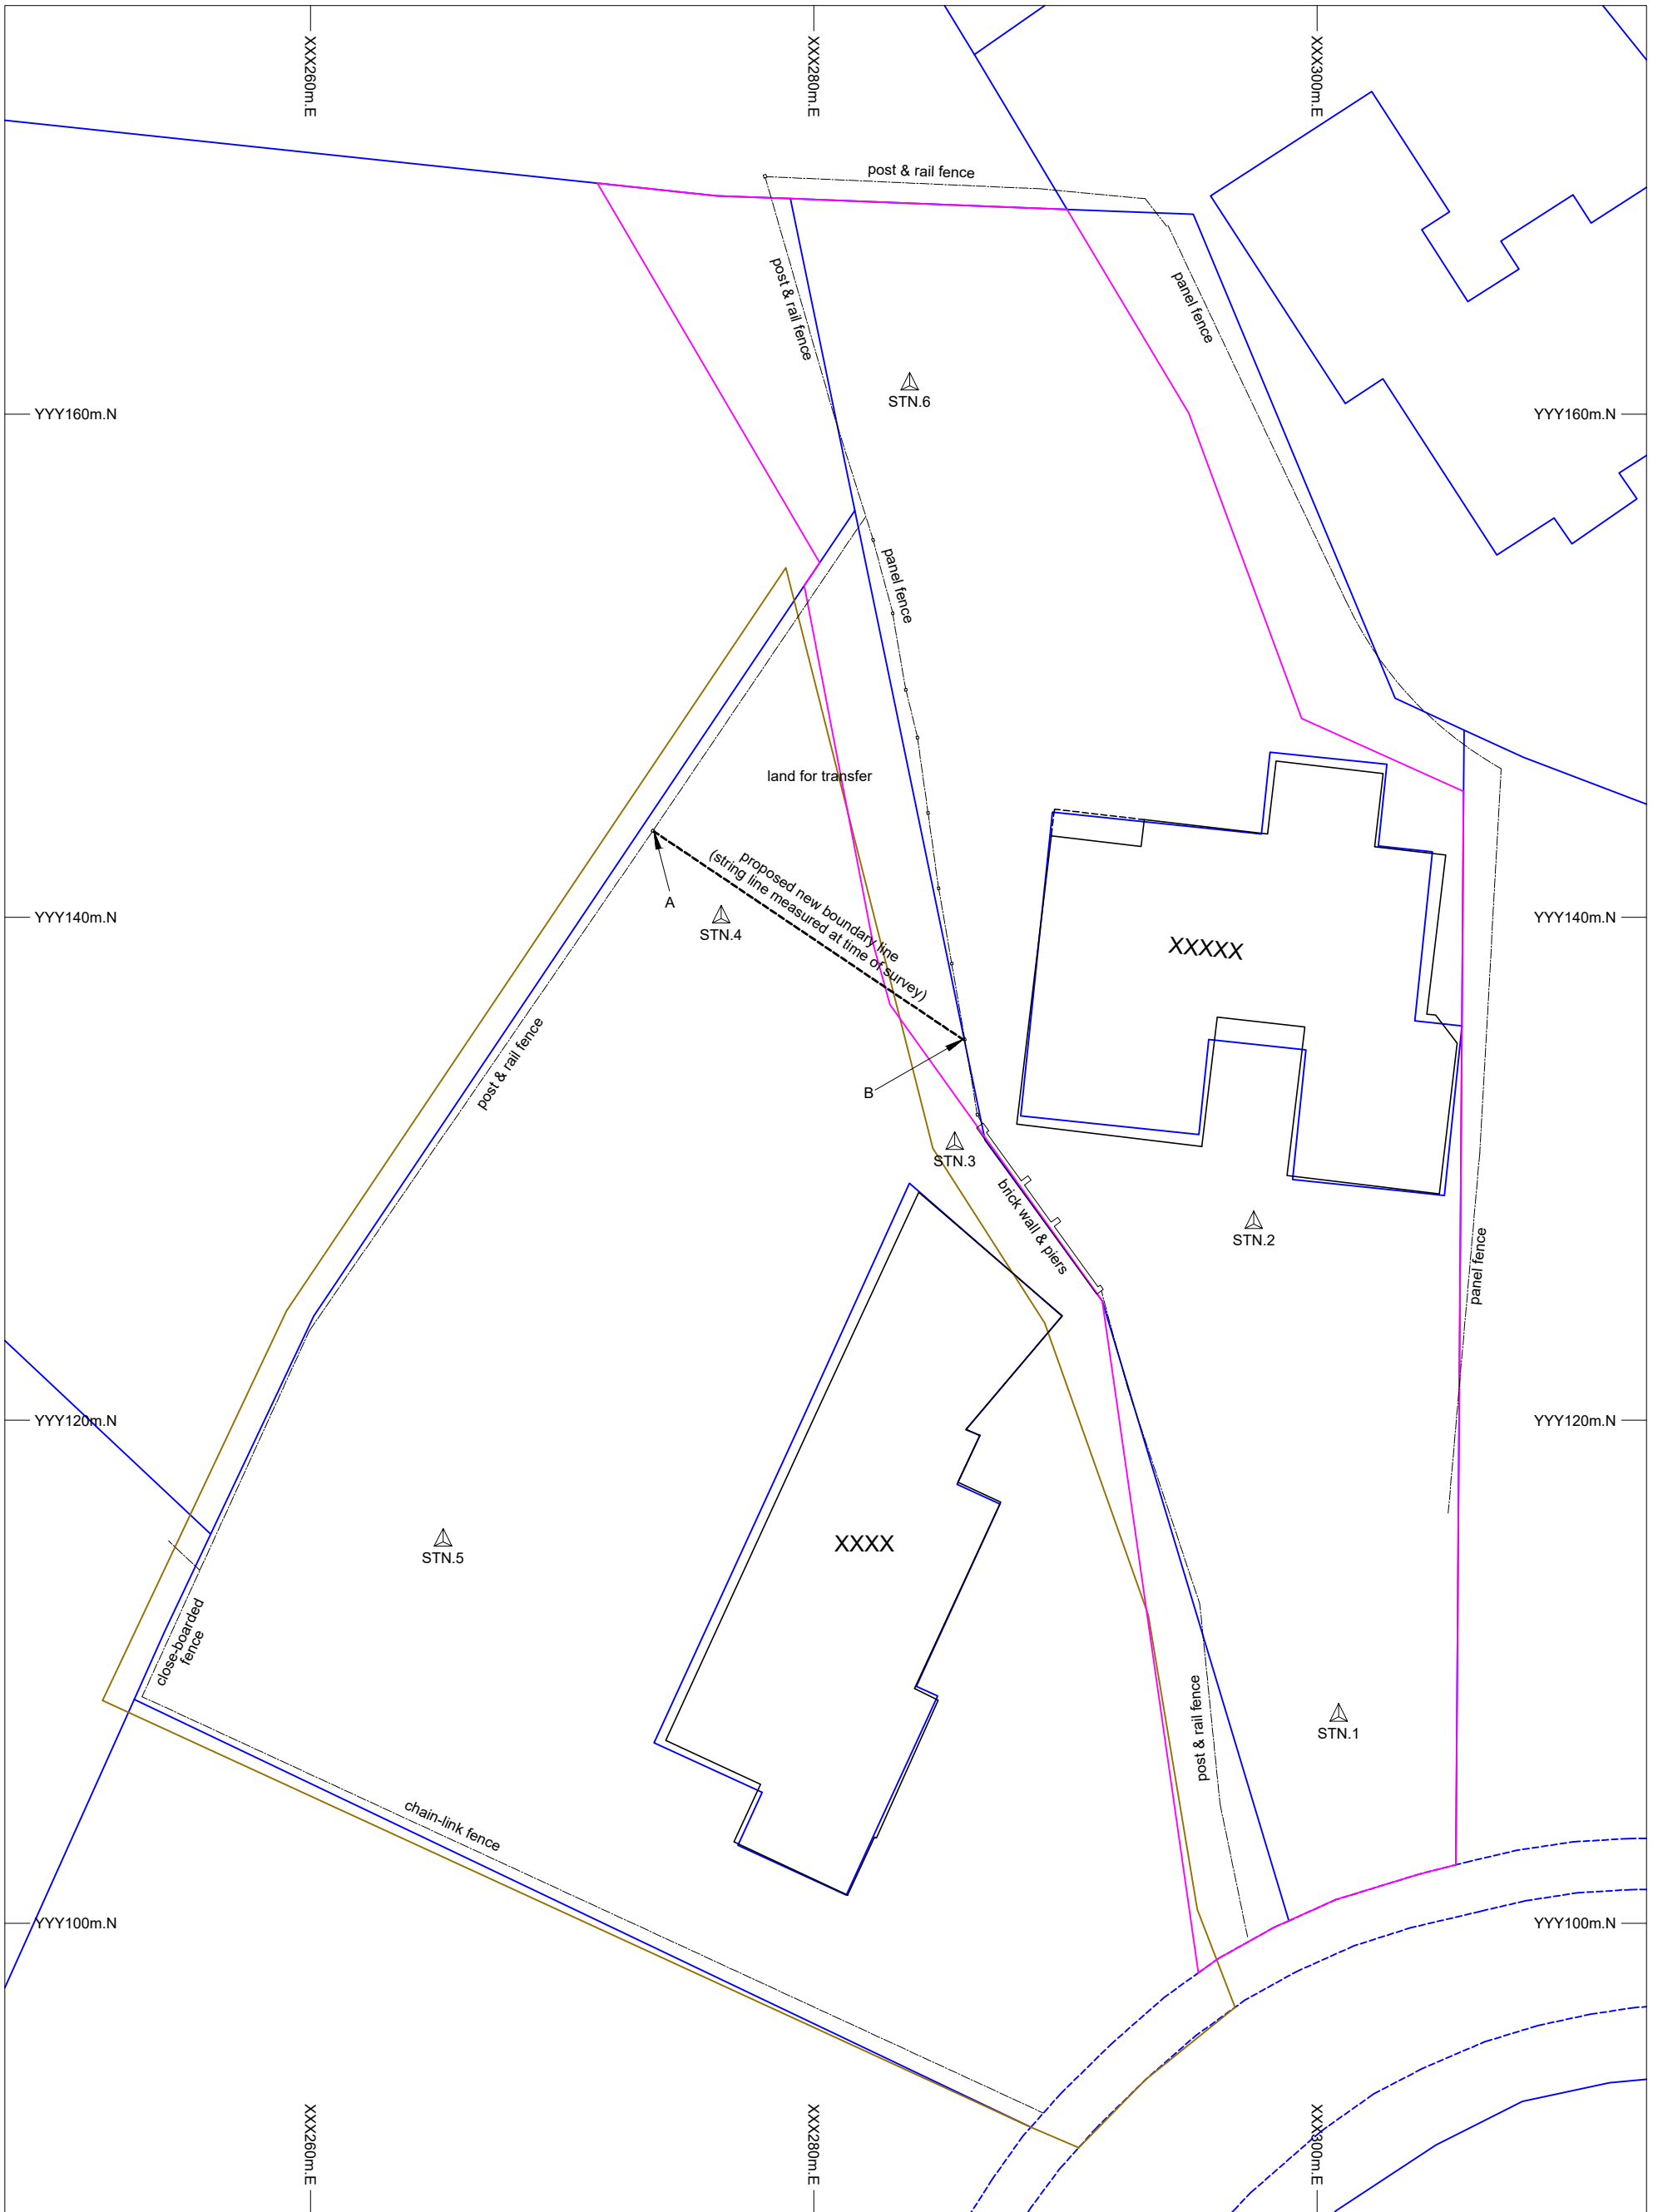 XXX260m.E
XXX280m.E
XXX300m.E
post & rail fence
post & rail fence
panel fence
STN.6
YYY160m.N
YYY160m.N
panel fence
land for transfer
proposed new boundary line
(string line measured at time of survey)
A
STN.4
YYY140m.N
YYY140m.N
XXXXX
post & rail fence
B
STN.3
brick wall & piers
STN.2
panel fence
YYY120m.N
YYY120m.N
STN.5
XXXX
close-boarded
fence
post & rail fence
STN.1
chain-link fence
YYY100m.N
YYY100m.N
XXX260m.E
XXX280m.E
XXX300m.E